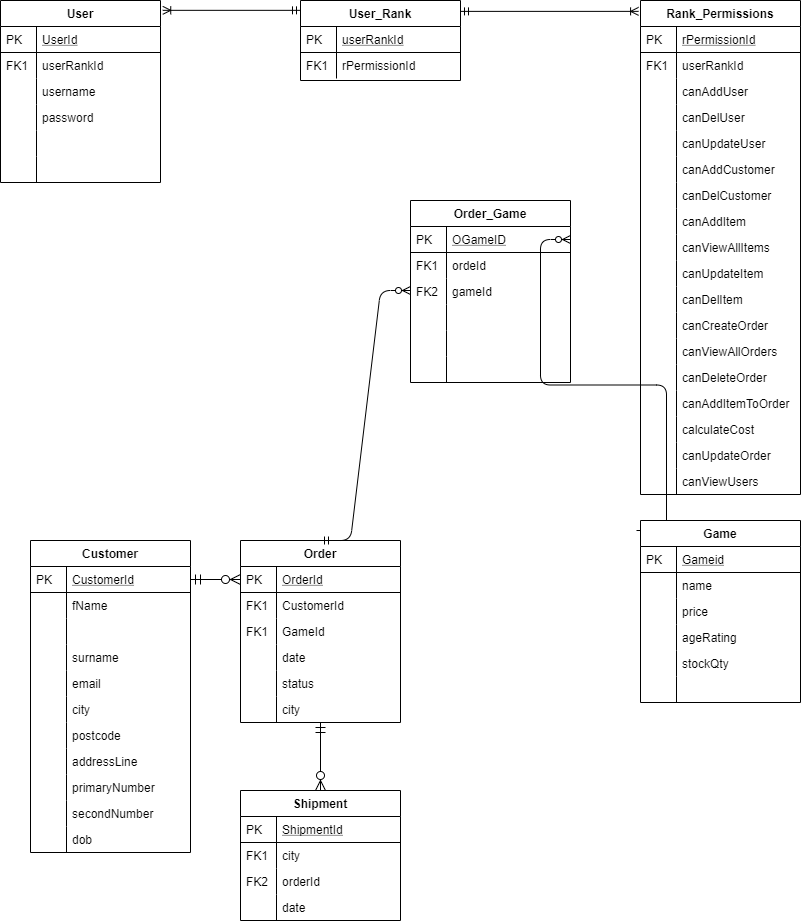 User
PK UserId
FK1 userRankId
username
password
User_Rank
PK userRankId
FK1 rPermissionId
Rank_Permissions
PK rPermissionId
FK1 userRankId
canAddUser
canDelUser
canUpdateUser
canAddCustomer
canDelCustomer
canAddItem
canViewAllItems
canUpdateItem
canDelItem
canCreateOrder
canViewAllOrders
canDeleteOrder
canAddItemToOrder
calculateCost
canUpdateOrder
canViewUsers
Order_Game
PK OGameID
FK1 ordeId
FK2 gameId
Customer
PK CustomerId
fName
surname
email
city
postcode
addressLine
primaryNumber
secondNumber
dob
Order
PK OrderId
FK1 CustomerId
FK1 GameId
date
status
city
Game
PK Gameid
name
price
ageRating
stockQty
Shipment
PK ShipmentId
FK1 city
FK2 orderId
date